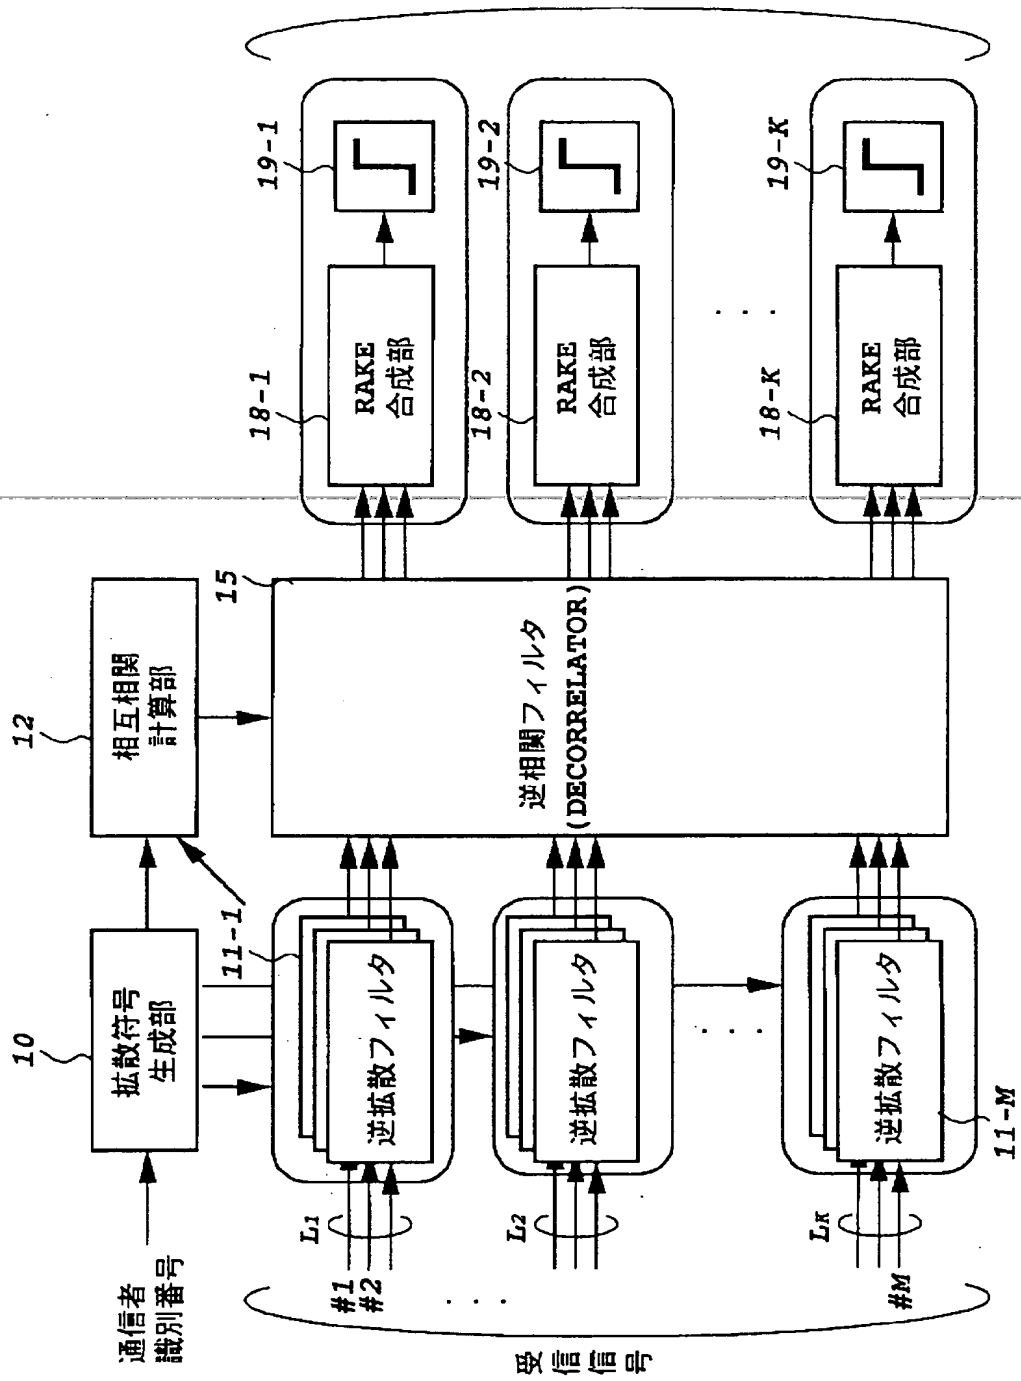 通信者
識別番号
10
拡散符号
生成部
12
相互相関
計算部
受信信号
#1
#2
. . .
#M
L1
L2
LK
11-1
逆拡散フィルタ
逆拡散フィルタ
. . .
逆拡散フィルタ
11-M
15
逆相関フィルタ
(DECORRELATOR)
18-1
RAKE
合成部
19-1
18-2
RAKE
合成部
19-2
. . .
18-K
RAKE
合成部
19-K